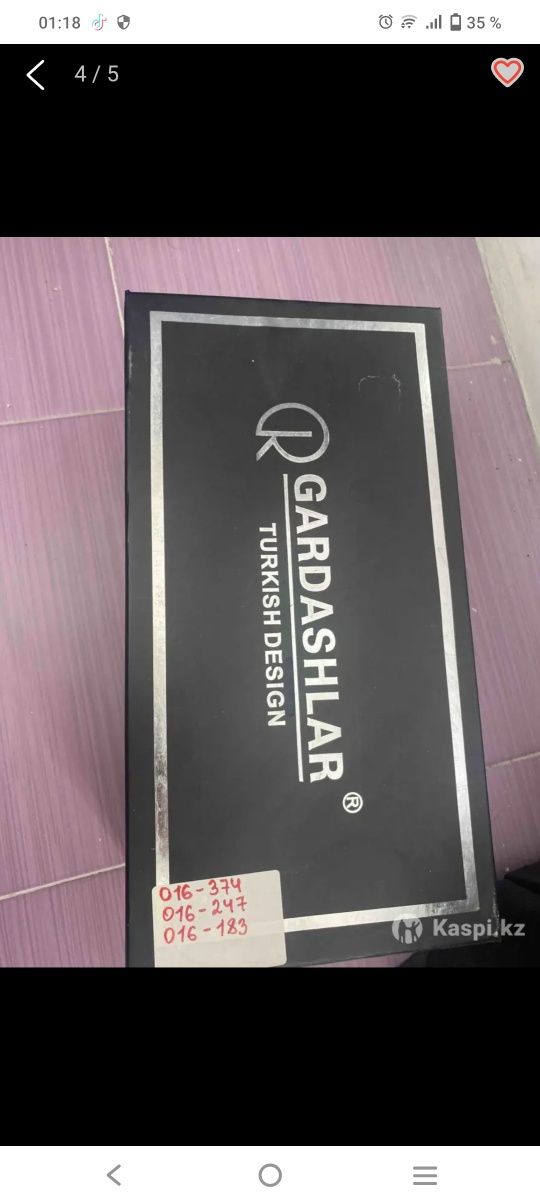 01:18
35 %
4 / 5
GARDASHLAR ®
TURKISH DESIGN
016-374
016-247
016-183
Kaspi.kz